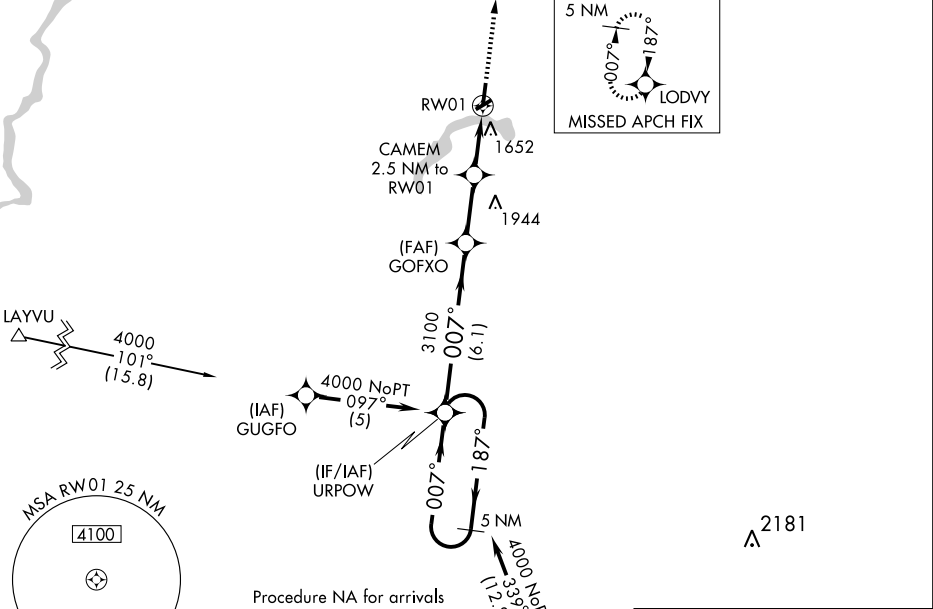 5 NM
187°
007°
LODVY
MISSED APCH FIX
RW01
1652
CAMEM
2.5 NM to
RW01
1944
(FAF)
GOFXO
3100
007°
(6.1)
LAYVU
4000
101°
(15.8)
4000 NoPT
097°
(5)
(IAF)
GUGFO
(IF/IAF)
URPOW
007°
187°
5 NM
4000
339°
MSA RW01 25 NM
4100
2181
Procedure NA for arrivals